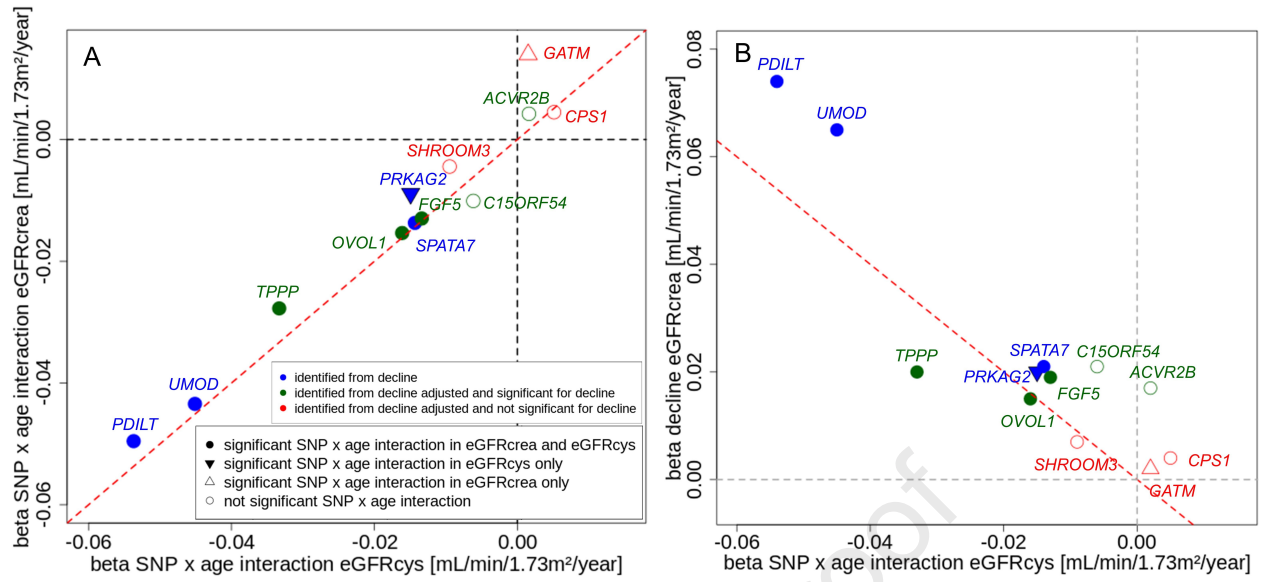 A
GATM
ACVR2B
CPS1
SHROOM3
PRKAG2
FGF5
C15ORF54
OVOL1
SPATA7
TPPP
UMOD
PDILT
identified from decline
identified from decline adjusted and significant for decline
identified from decline adjusted and not significant for decline
significant SNP x age interaction in eGFRcrea and eGFRcys
significant SNP x age interaction in eGFRcys only
significant SNP x age interaction in eGFRcrea only
not significant SNP x age interaction
0.00
-0.02
-0.04
-0.06
beta SNP x age interaction eGFRcrea [mL/min/1.73m²/year]
-0.06 -0.04 -0.02 0.00
beta SNP x age interaction eGFRcys [mL/min/1.73m²/year]
B
PDILT
UMOD
SPATA7
C15ORF54
TPPP
PRKAG2
ACVR2B
FGF5
OVOL1
SHROOM3
CPS1
GATM
0.08
0.06
0.04
0.02
0.00
beta decline eGFRcrea [mL/min/1.73m²/year]
-0.06 -0.04 -0.02 0.00
beta SNP x age interaction eGFRcys [mL/min/1.73m²/year]